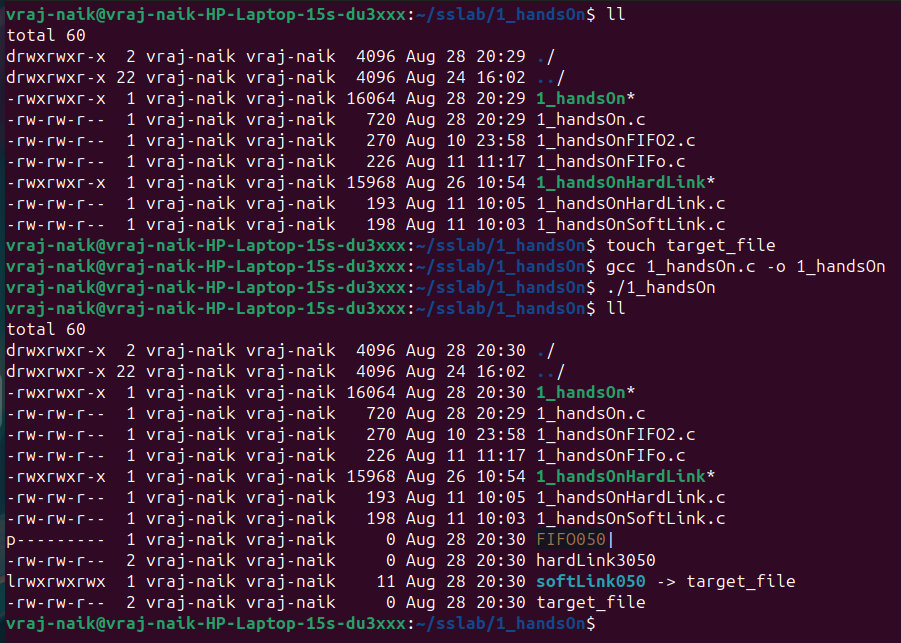 vraj-naik@vraj-naik-HP-Laptop-15s-du3xxx:~/sslab/1_handsOn$ ll
total 60
drwxrwxr-x  2 vraj-naik vraj-naik  4096 Aug 28 20:29 ./
drwxrwxr-x 22 vraj-naik vraj-naik  4096 Aug 24 16:02 ../
-rwxrwxr-x  1 vraj-naik vraj-naik 16064 Aug 28 20:29 1_handsOn*
-rw-rw-r--  1 vraj-naik vraj-naik   720 Aug 28 20:29 1_handsOn.c
-rw-rw-r--  1 vraj-naik vraj-naik   270 Aug 10 23:58 1_handsOnFIFO2.c
-rw-rw-r--  1 vraj-naik vraj-naik   226 Aug 11 11:17 1_handsOnFIFo.c
-rwxrwxr-x  1 vraj-naik vraj-naik 15968 Aug 26 10:54 1_handsOnHardLink*
-rw-rw-r--  1 vraj-naik vraj-naik   193 Aug 11 10:05 1_handsOnHardLink.c
-rw-rw-r--  1 vraj-naik vraj-naik   198 Aug 11 10:03 1_handsOnSoftLink.c
vraj-naik@vraj-naik-HP-Laptop-15s-du3xxx:~/sslab/1_handsOn$ touch target_file
vraj-naik@vraj-naik-HP-Laptop-15s-du3xxx:~/sslab/1_handsOn$ gcc 1_handsOn.c -o 1_handsOn
vraj-naik@vraj-naik-HP-Laptop-15s-du3xxx:~/sslab/1_handsOn$ ./1_handsOn
vraj-naik@vraj-naik-HP-Laptop-15s-du3xxx:~/sslab/1_handsOn$ ll
total 60
drwxrwxr-x  2 vraj-naik vraj-naik  4096 Aug 28 20:30 ./
drwxrwxr-x 22 vraj-naik vraj-naik  4096 Aug 24 16:02 ../
-rwxrwxr-x  1 vraj-naik vraj-naik 16064 Aug 28 20:30 1_handsOn*
-rw-rw-r--  1 vraj-naik vraj-naik   720 Aug 28 20:29 1_handsOn.c
-rw-rw-r--  1 vraj-naik vraj-naik   270 Aug 10 23:58 1_handsOnFIFO2.c
-rw-rw-r--  1 vraj-naik vraj-naik   226 Aug 11 11:17 1_handsOnFIFo.c
-rwxrwxr-x  1 vraj-naik vraj-naik 15968 Aug 26 10:54 1_handsOnHardLink*
-rw-rw-r--  1 vraj-naik vraj-naik   193 Aug 11 10:05 1_handsOnHardLink.c
-rw-rw-r--  1 vraj-naik vraj-naik   198 Aug 11 10:03 1_handsOnSoftLink.c
p---------  1 vraj-naik vraj-naik     0 Aug 28 20:30 FIFO050|
-rw-rw-r--  2 vraj-naik vraj-naik     0 Aug 28 20:30 hardLink3050
lrwxrwxrwx  1 vraj-naik vraj-naik    11 Aug 28 20:30 softLink050 -> target_file
-rw-rw-r--  2 vraj-naik vraj-naik     0 Aug 28 20:30 target_file
vraj-naik@vraj-naik-HP-Laptop-15s-du3xxx:~/sslab/1_handsOn$